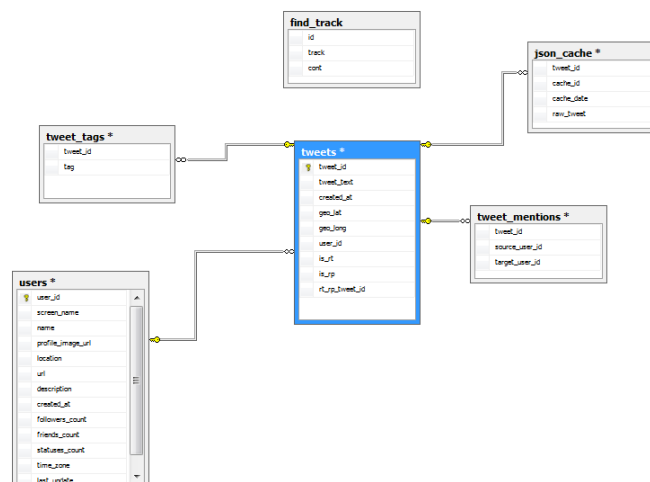 find_track
id
track
cont
json_cache *
tweet_id
cache_id
cache_date
raw_tweet
tweet_tags *
tweet_id
tag
tweets *
tweet_id
tweet_text
created_at
geo_lat
geo_long
user_id
is_rt
is_rp
rt_rp_tweet_id
tweet_mentions *
tweet_id
source_user_id
target_user_id
users *
user_id
screen_name
name
profile_image_url
location
url
description
created_at
followers_count
friends_count
statuses_count
time_zone
last_update